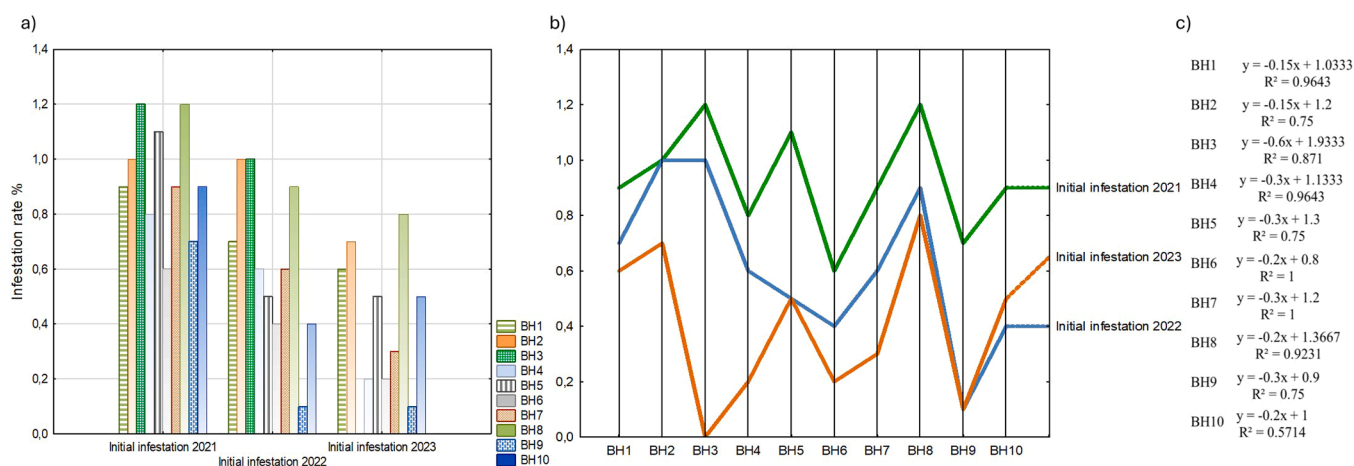 a)
Infestation rate %
1,4
1,2
1,0
0,8
0,6
0,4
0,2
0,0
Initial infestation 2021
Initial infestation 2022
Initial infestation 2023
BH1
BH2
BH3
BH4
BH5
BH6
BH7
BH8
BH9
BH10
b)
1,4
1,2
1,0
0,8
0,6
0,4
0,2
0,0
BH1 BH2 BH3 BH4 BH5 BH6 BH7 BH8 BH9 BH10
Initial infestation 2021
Initial infestation 2023
Initial infestation 2022
c)
BH1 y = -0.15x + 1.0333
R² = 0.9643
BH2 y = -0.15x + 1.2
R² = 0.75
BH3 y = -0.6x + 1.9333
R² = 0.871
BH4 y = -0.3x + 1.1333
R² = 0.9643
BH5 y = -0.3x + 1.3
R² = 0.75
BH6 y = -0.2x + 0.8
R² = 1
BH7 y = -0.3x + 1.2
R² = 1
BH8 y = -0.2x + 1.3667
R² = 0.9231
BH9 y = -0.3x + 0.9
R² = 0.75
BH10 y = -0.2x + 1
R² = 0.5714